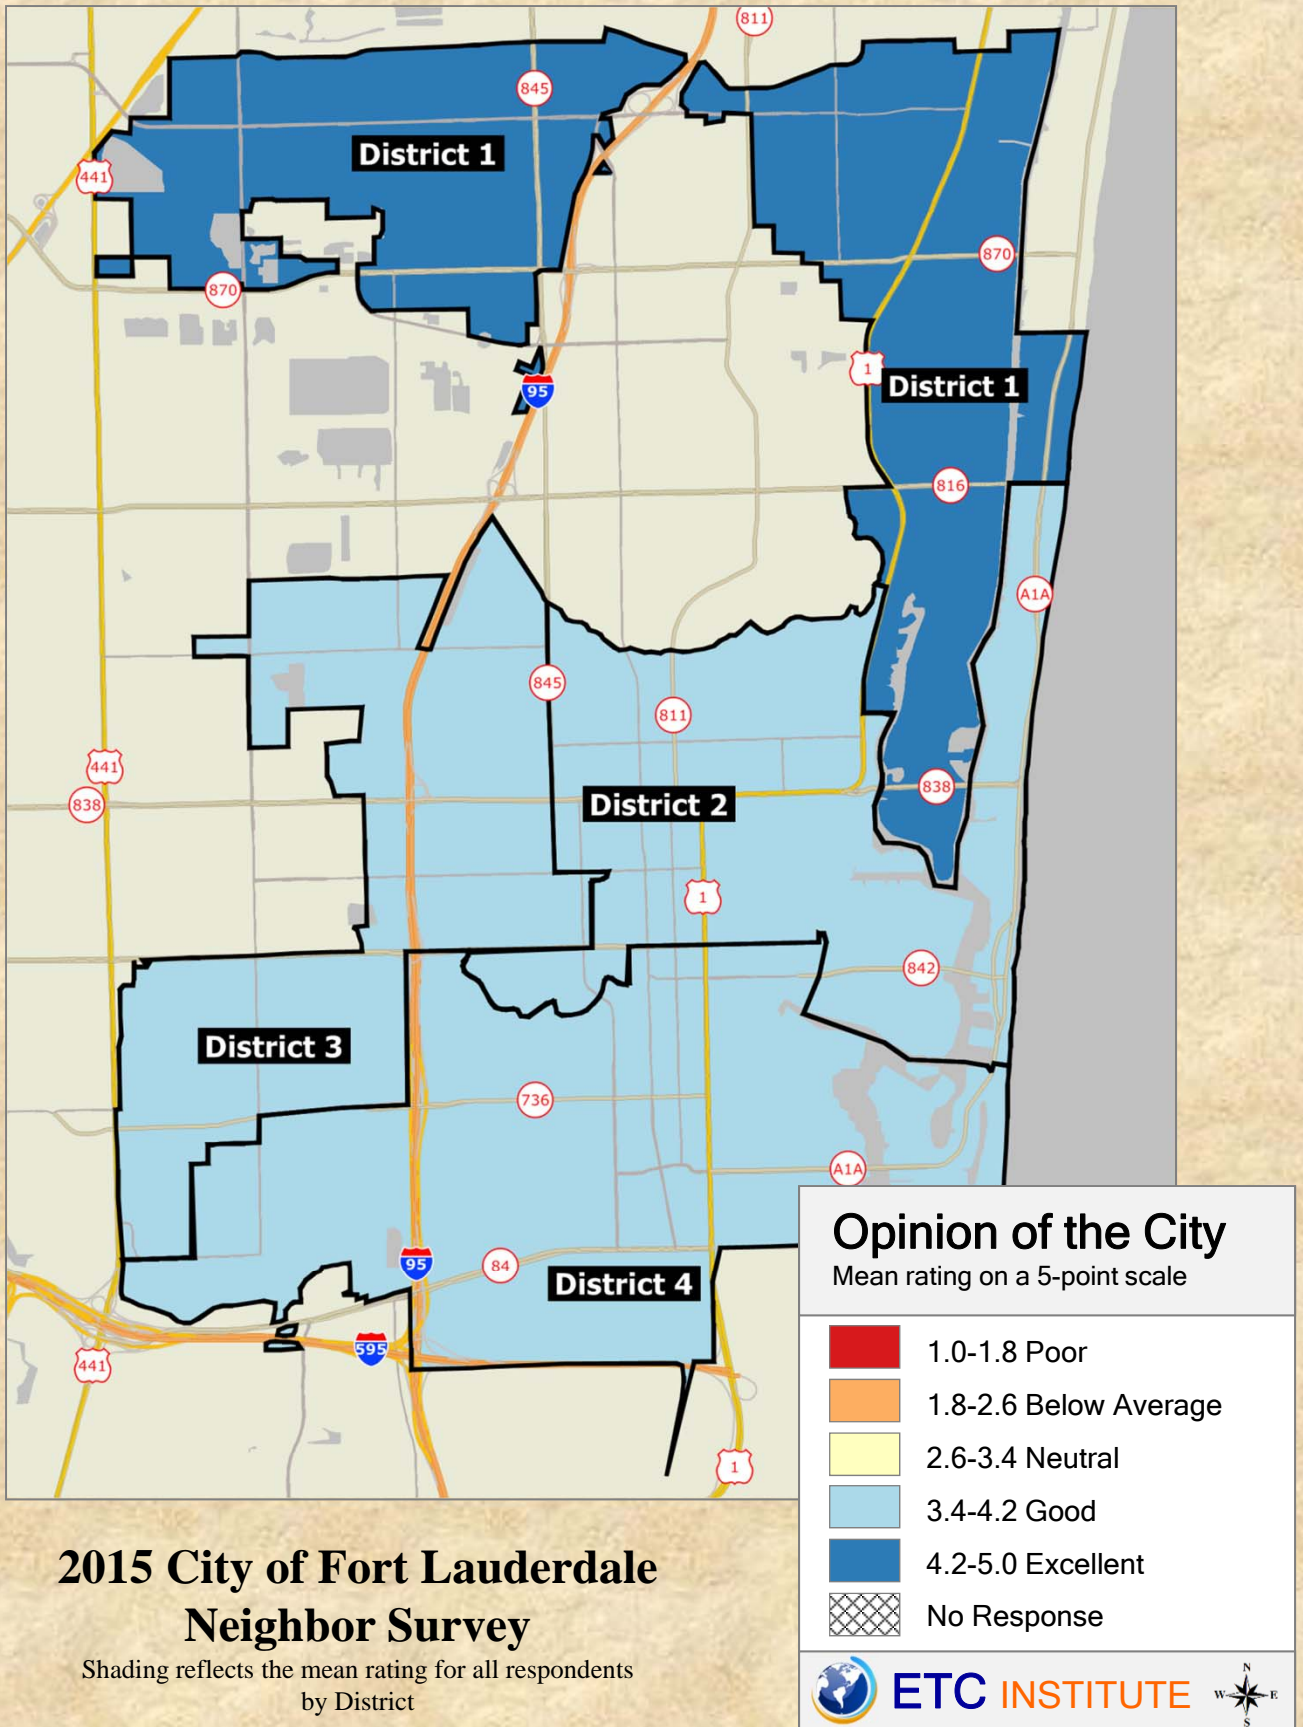 811
845
District 1
441
870
870
1
District 1
95
816
A1A
845
811
441
838
District 2
838
1
842
District 3
736
A1A
95
84
District 4
595
441
1
Opinion of the City
Mean rating on a 5-point scale
1.0-1.8 Poor
1.8-2.6 Below Average
2.6-3.4 Neutral
3.4-4.2 Good
4.2-5.0 Excellent
No Response
2015 City of Fort Lauderdale
Neighbor Survey
Shading reflects the mean rating for all respondents
by District
ETC INSTITUTE
N
W E
S